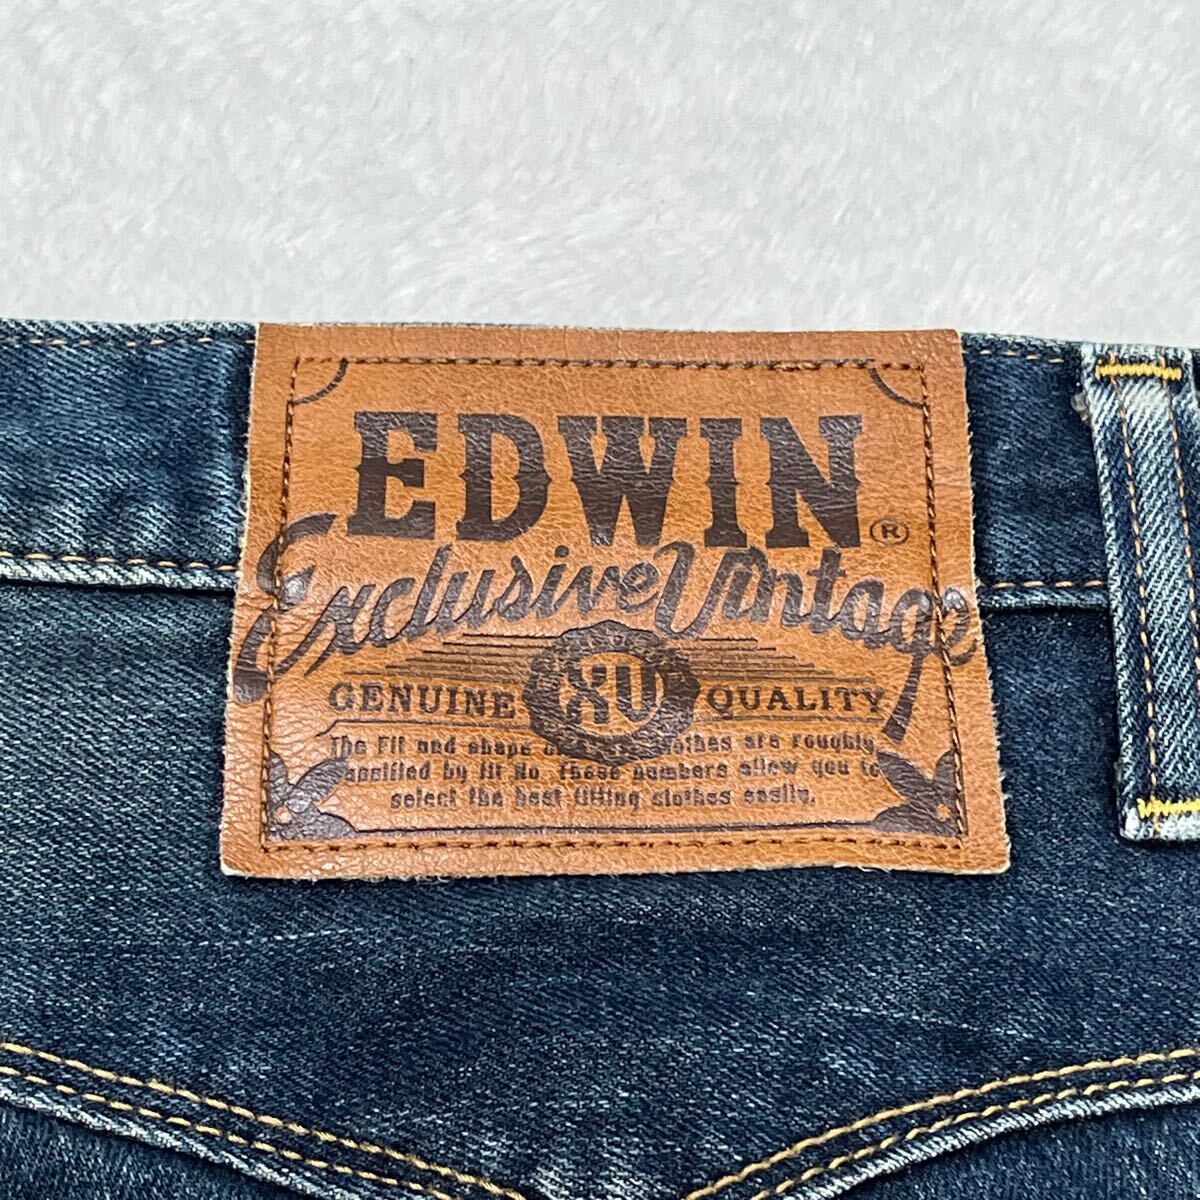 EDWIN ®
Exclusive Vintage
GENUINE XV QUALITY
The Fit and shape clothes are roughly
specified by fit No. These numbers allow you to
select the best fitting clothes easily.